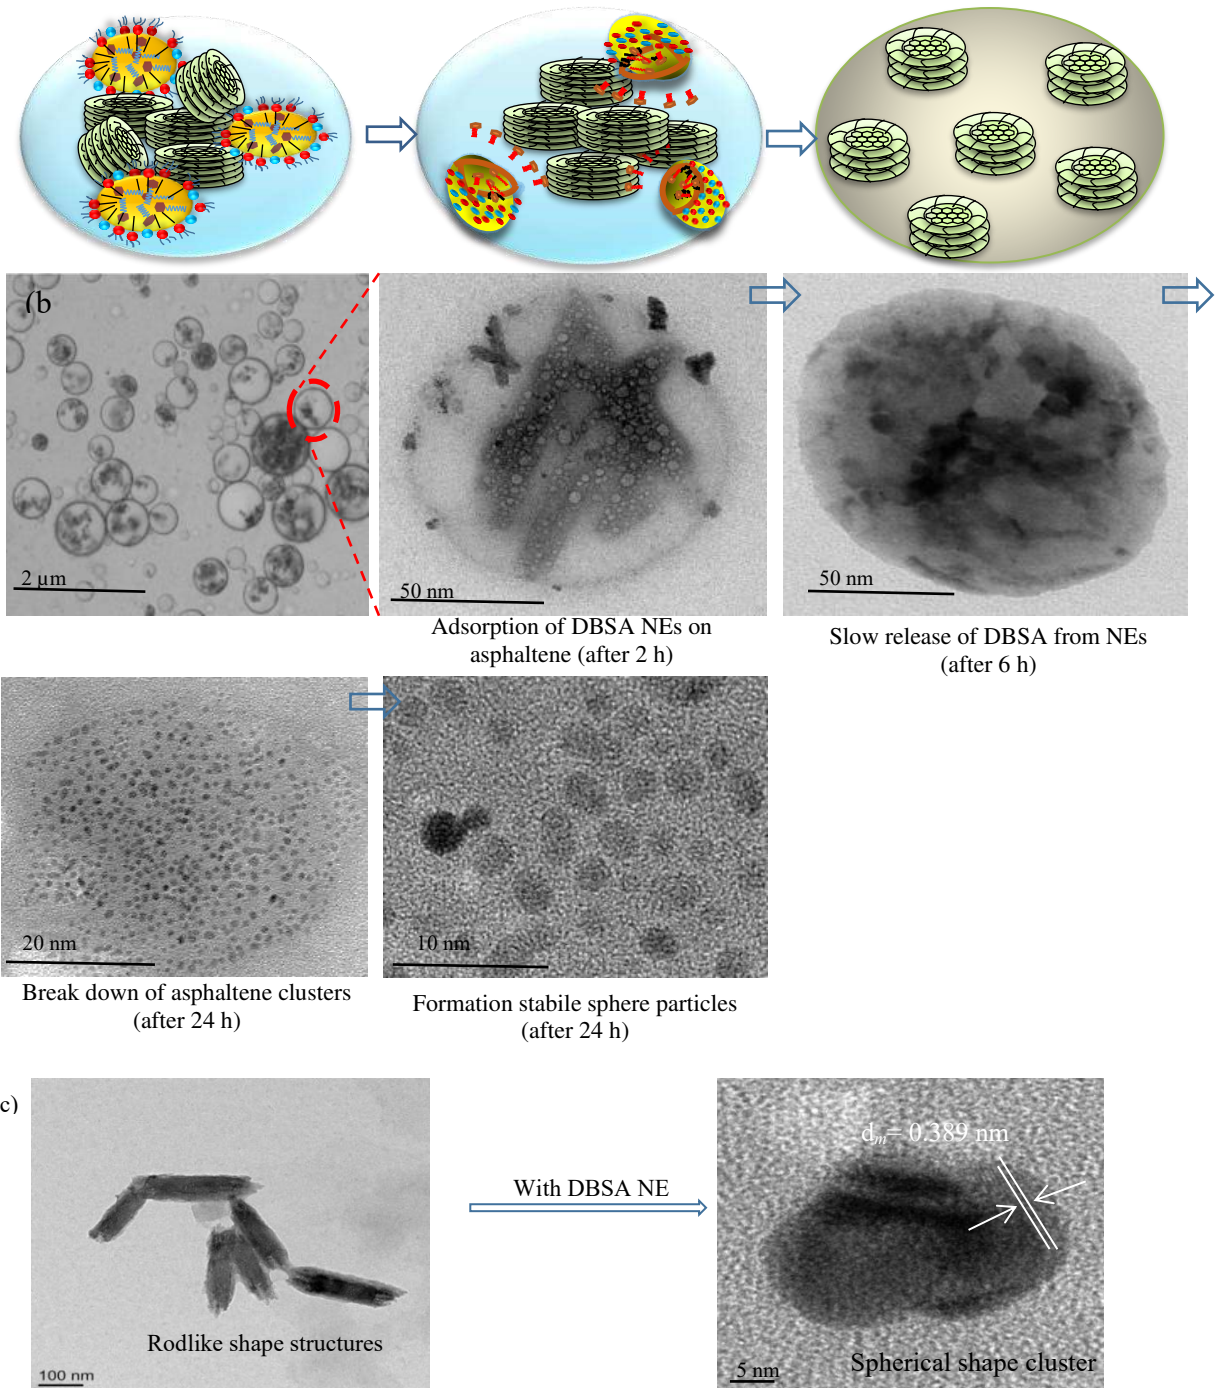 (b
2 µm
50 nm
50 nm
Adsorption of DBSA NEs on
asphaltene (after 2 h)
Slow release of DBSA from NEs
(after 6 h)
20 nm
10 nm
Break down of asphaltene clusters
(after 24 h)
Formation stabile sphere particles
(after 24 h)
c)
dm= 0.389 nm
With DBSA NE
Rodlike shape structures
100 nm
Spherical shape cluster
5 nm